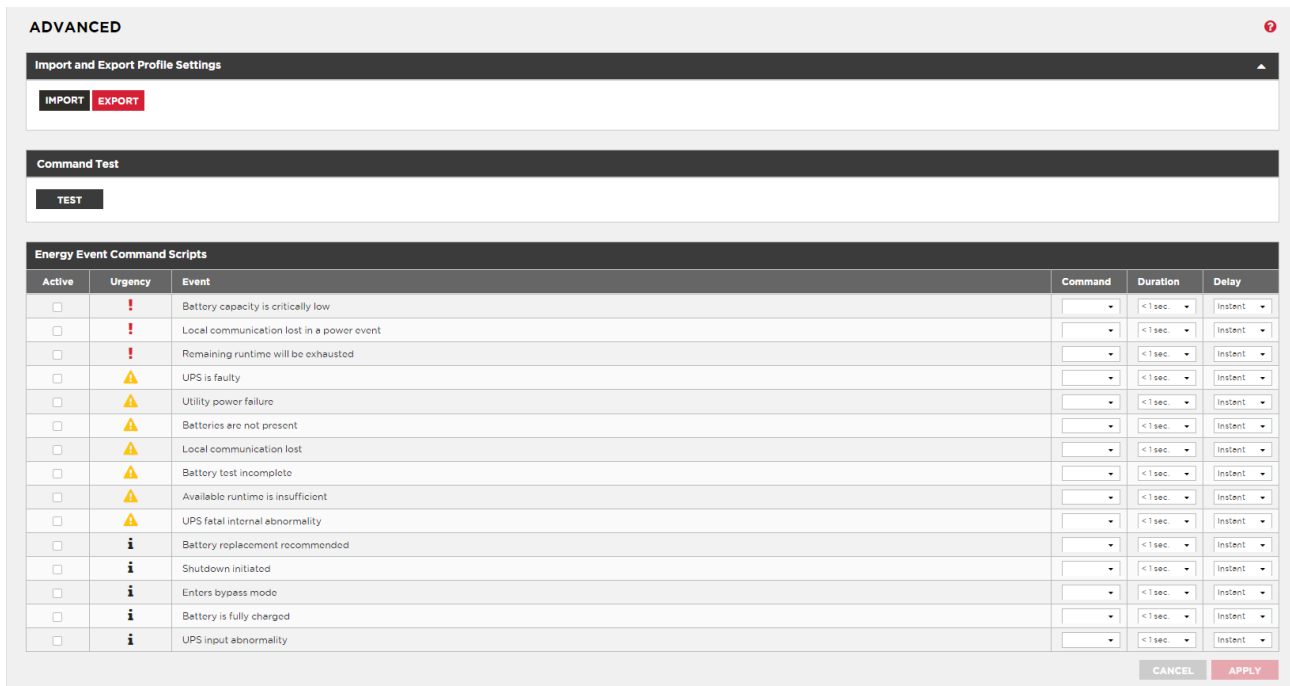 ADVANCED
Import and Export Profile Settings
IMPORT EXPORT
Command Test
TEST
Energy Event Command Scripts
Active Urgency Event Command Duration Delay
! Battery capacity is critically low < 1 sec. Instant
! Local communication lost in a power event < 1 sec. Instant
! Remaining runtime will be exhausted < 1 sec. Instant
UPS is faulty < 1 sec. Instant
Utility power failure < 1 sec. Instant
Batteries are not present < 1 sec. Instant
Local communication lost < 1 sec. Instant
Battery test incomplete < 1 sec. Instant
Available runtime is insufficient < 1 sec. Instant
UPS fatal internal abnormality < 1 sec. Instant
i Battery replacement recommended < 1 sec. Instant
i Shutdown initiated < 1 sec. Instant
i Enters bypass mode < 1 sec. Instant
i Battery is fully charged < 1 sec. Instant
i UPS input abnormality < 1 sec. Instant
CANCEL APPLY